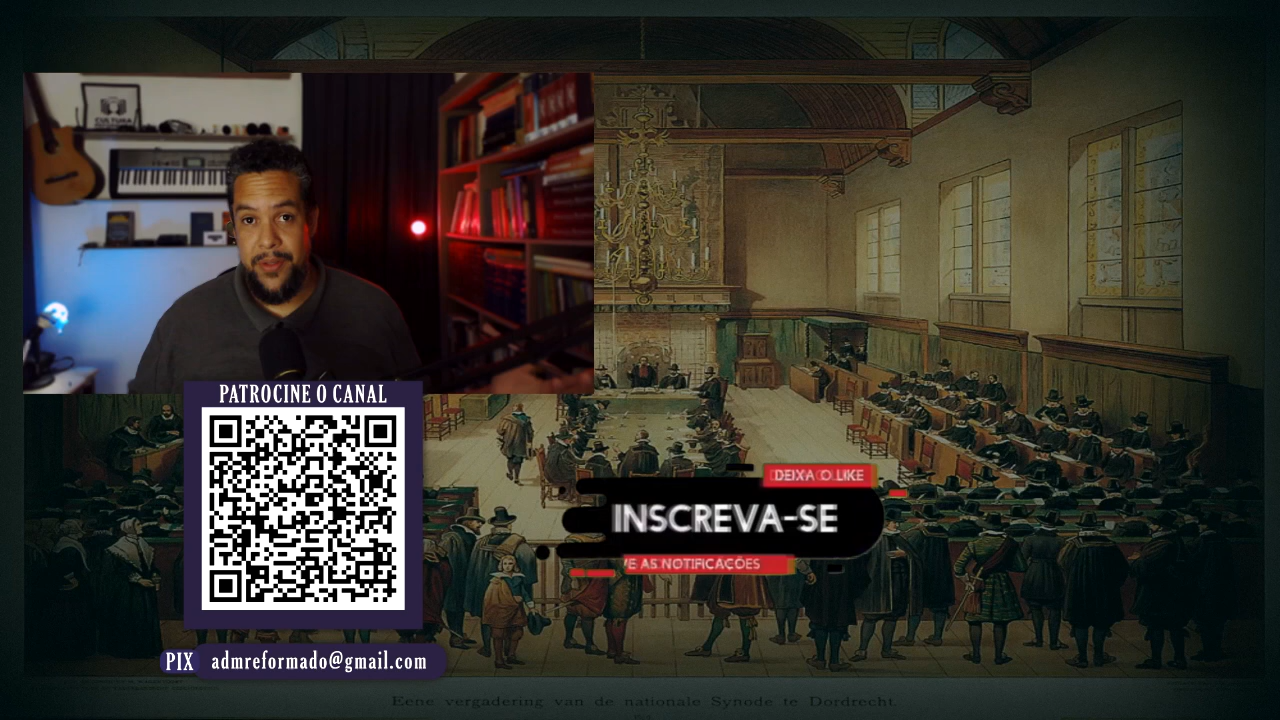 CULTURA
PATROCINE O CANAL
DEIXA O LIKE
INSCREVA-SE
VE AS NOTIFICAÇÕES
PIX admreformado@gmail.com
Eene vergadering van de nationale Synode te Dordrecht